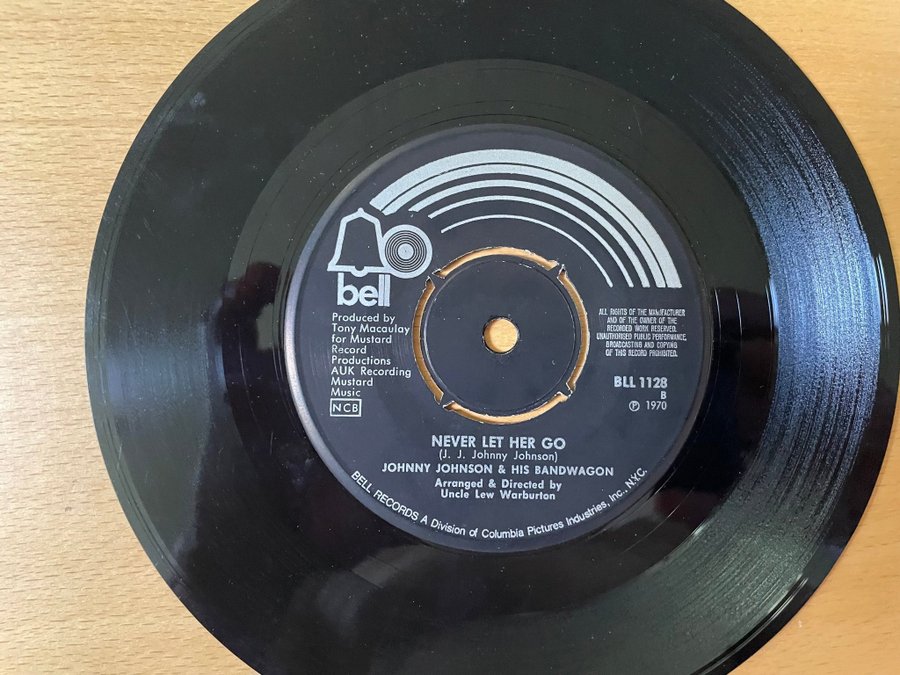 bell
Produced by
Tony Macaulay
for Mustard
Record
Productions
AUK Recording
Mustard
Music
NCB
ALL RIGHTS OF THE MANUFACTURER
AND OF THE OWNER OF THE
RECORDED WORK RESERVED.
UNAUTHORISED PUBLIC PERFORMANCE,
BROADCASTING AND COPYING
OF THIS RECORD PROHIBITED.
BLL 1128
B
℗ 1970
NEVER LET HER GO
(J. J. Johnny Johnson)
JOHNNY JOHNSON & HIS BANDWAGON
Arranged & Directed by
Uncle Lew Warburton
BELL RECORDS A Division of Columbia Pictures Industries, Inc., N.Y.C.